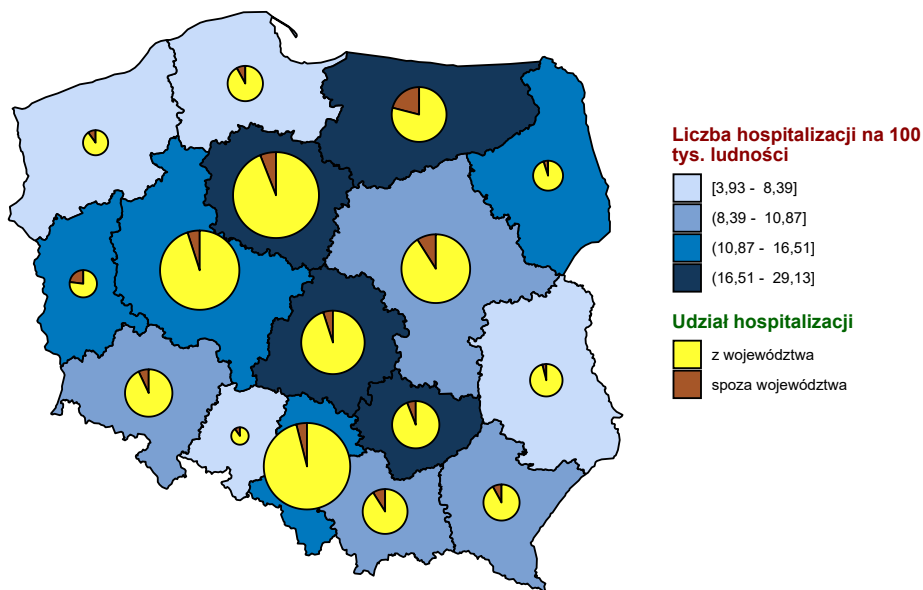 Liczba hospitalizacji na 100
tys. ludności
[3,93 - 8,39]
(8,39 - 10,87]
(10,87 - 16,51]
(16,51 - 29,13]
Udział hospitalizacji
z województwa
spoza województwa